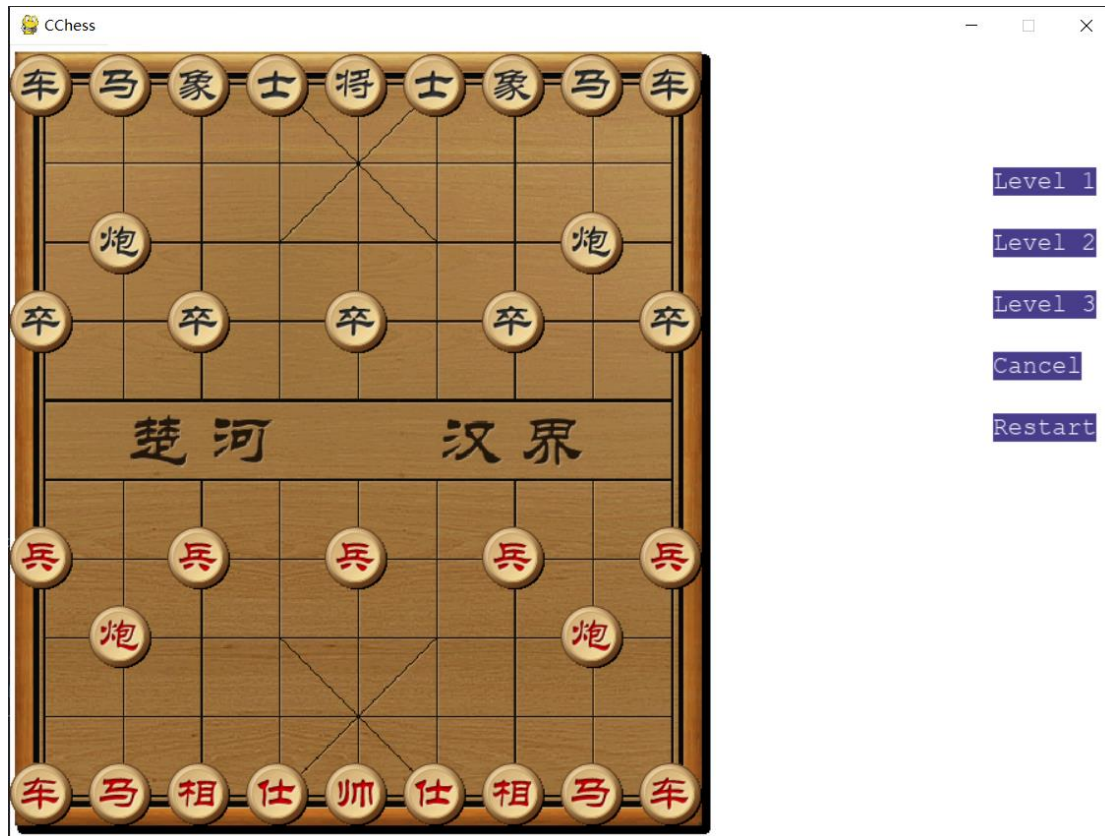 CChess
车 马 象 士 将 士 象 马 车
Level 1
炮 炮
Level 2
卒 卒 卒 卒 卒
Level 3
Cancel
楚河 汉界
Restart
兵 兵 兵 兵 兵
炮 炮
车 马 相 仕 帅 仕 相 马 车